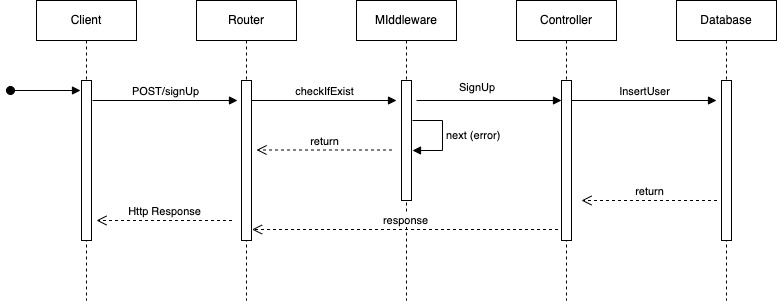 Client
Router
MIddleware
Controller
Database
POST/signUp
checkIfExist
SignUp
InsertUser
next (error)
return
return
Http Response
response